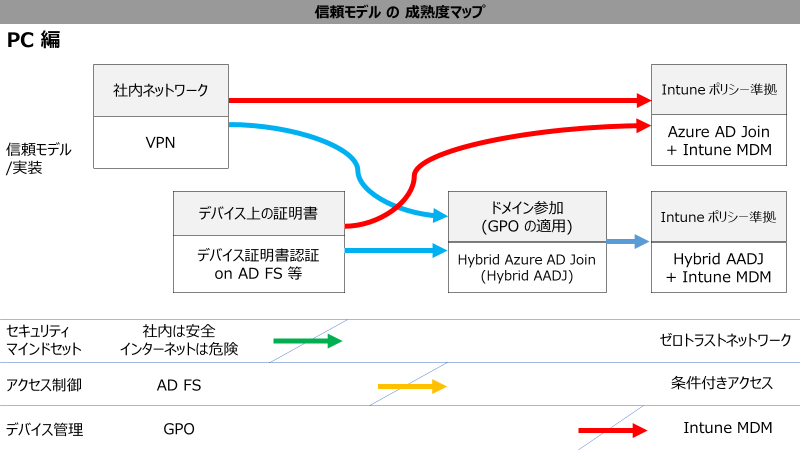 信頼モデル の 成熟度マップ
PC 編
社内ネットワーク
VPN
Intune ポリシー準拠
Azure AD Join
+ Intune MDM
信頼モデル
/実装
デバイス上の証明書
デバイス証明書認証
on AD FS 等
ドメイン参加
(GPO の適用)
Hybrid Azure AD Join
(Hybrid AADJ)
Intune ポリシー準拠
Hybrid AADJ
+ Intune MDM
セキュリティ
マインドセット
社内は安全
インターネットは危険
ゼロトラストネットワーク
アクセス制御
AD FS
条件付きアクセス
デバイス管理
GPO
Intune MDM